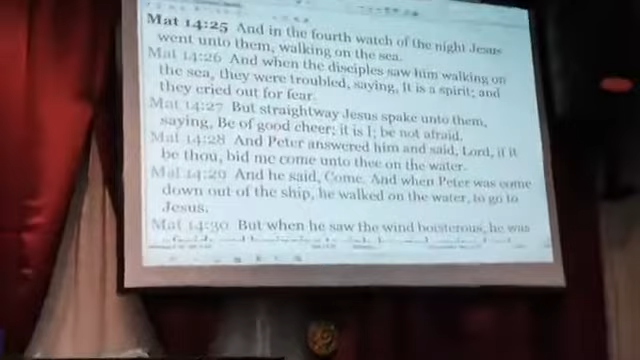 Mat 14:25 And in the fourth watch of the night Jesus
went unto them, walking on the sea.
Mat 14:26 And when the disciples saw him walking on
the sea, they were troubled, saying, It is a spirit; and
they cried out for fear.
Mat 14:27 But straightway Jesus spake unto them,
saying, Be of good cheer; it is I; be not afraid.
Mat 14:28 And Peter answered him and said, Lord, if it
be thou, bid me come unto thee on the water.
Mat 14:29 And he said, Come. And when Peter was come
down out of the ship, he walked on the water, to go to
Jesus.
Mat 14:30 But when he saw the wind boisterous, he was